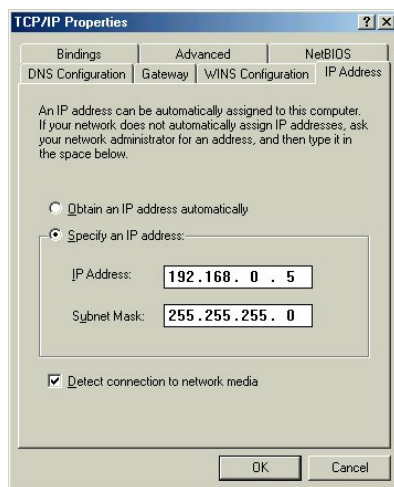 TCP/IP Properties
Bindings Advanced NetBIOS
DNS Configuration Gateway WINS Configuration IP Address
An IP address can be automatically assigned to this computer.
If your network does not automatically assign IP addresses, ask
your network administrator for an address, and then type it in
the space below.
Obtain an IP address automatically
Specify an IP address:
IP Address: 192.168. 0 . 5
Subnet Mask: 255.255.255. 0
Detect connection to network media
OK Cancel